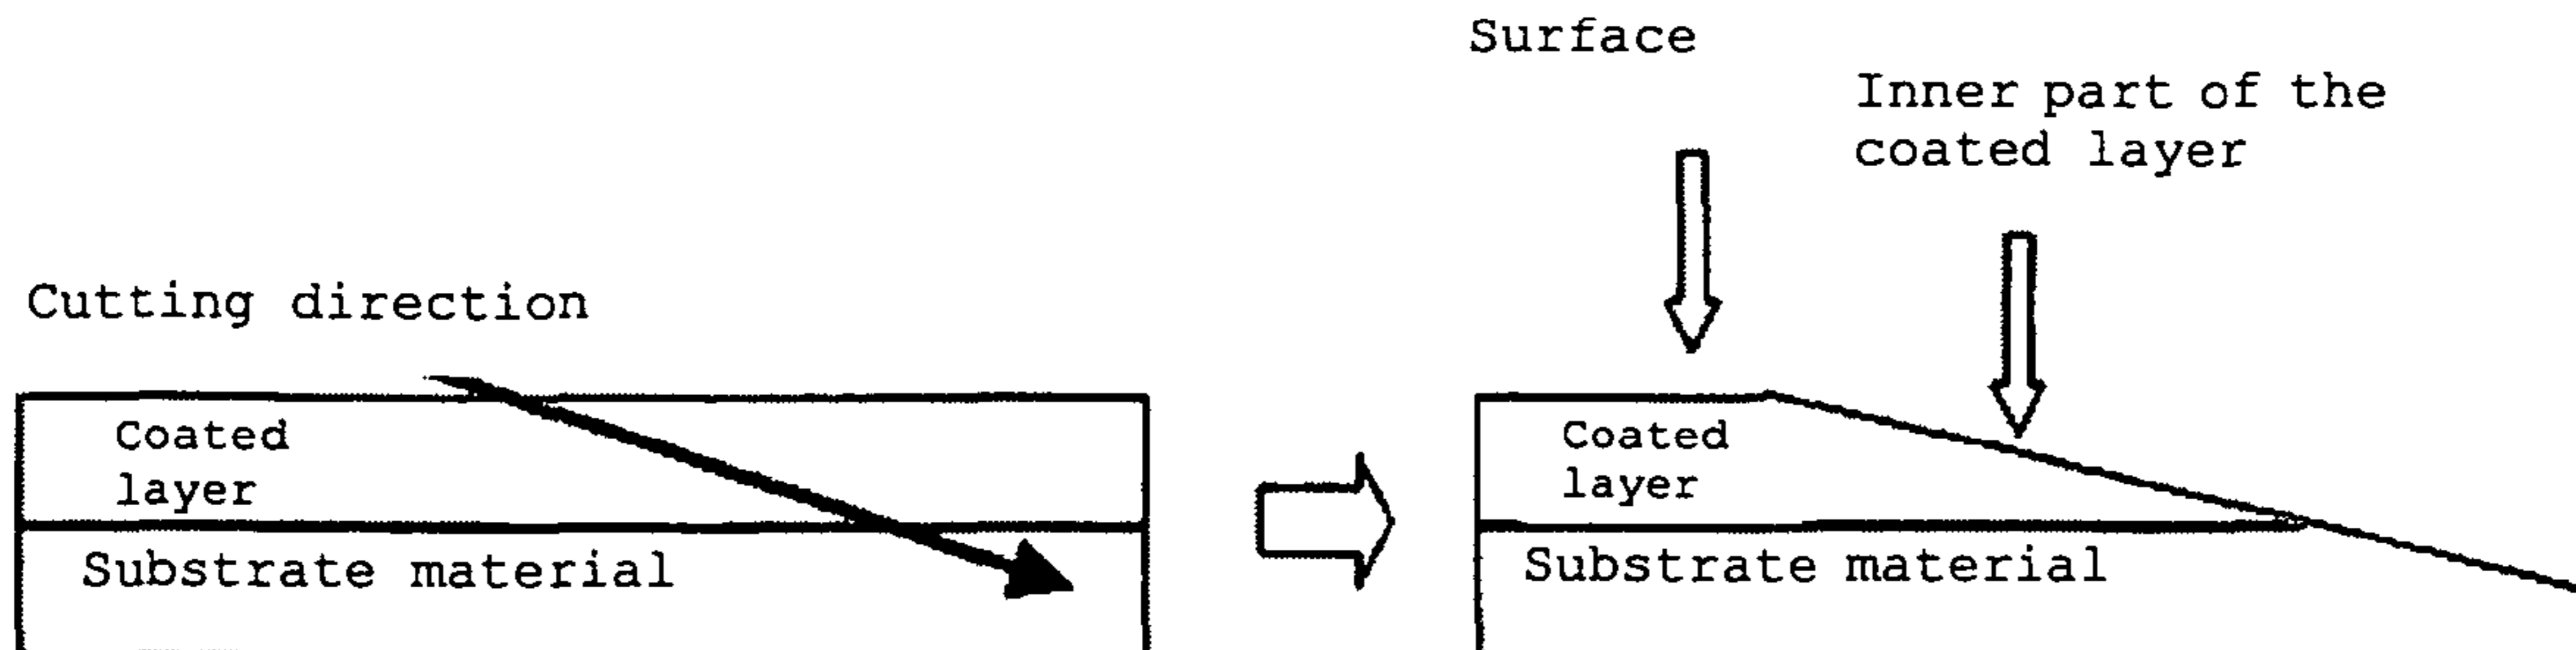 Surface
Inner part of the
coated layer
Cutting direction
Coated
layer
Substrate material
Coated
layer
Substrate material